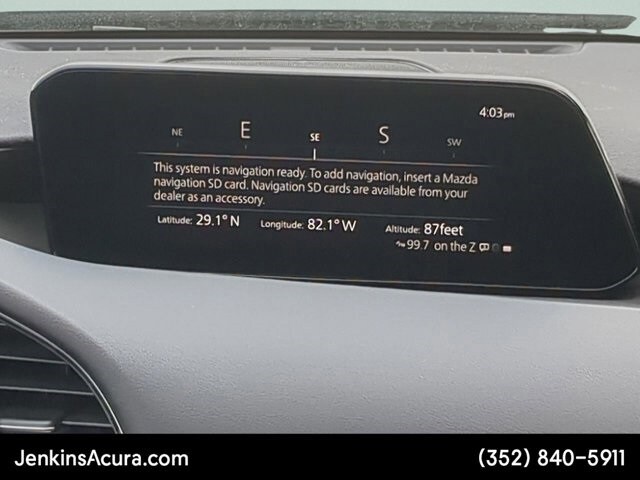 4:03pm
NE E SE S SW
This system is navigation ready. To add navigation, insert a Mazda
navigation SD card. Navigation SD cards are available from your
dealer as an accessory.
Latitude: 29.1° N Longitude: 82.1° W Altitude: 87feet
99.7 on the Z
JenkinsAcura.com (352) 840-5911